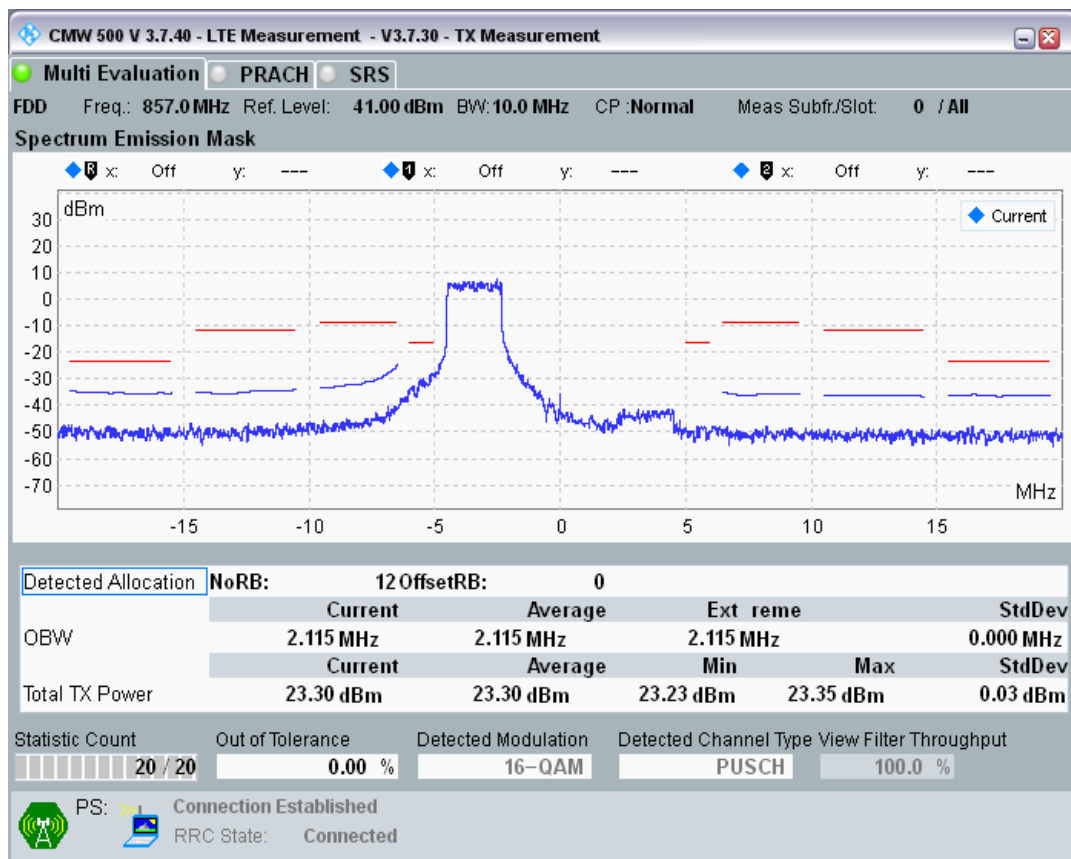 CMW 500 V 3.7.40 - LTE Measurement - V3.7.30 - TX Measurement
Multi Evaluation PRACH SRS
FDD Freq.: 857.0 MHz Ref. Level: 41.00 dBm BW: 10.0 MHz CP :Normal Meas Subfr./Slot: 0 / All
Spectrum Emission Mask
R x: Off y: --- 1 x: Off y: --- 2 x: Off y: ---
dBm
Current
30
20
10
0
-10
-20
-30
-40
-50
-60
-70
MHz
-15 -10 -5 0 5 10 15
Detected Allocation NoRB: 12 OffsetRB: 0
Current Average Ext reme StdDev
OBW 2.115 MHz 2.115 MHz 2.115 MHz 0.000 MHz
Current Average Min Max StdDev
Total TX Power 23.30 dBm 23.30 dBm 23.23 dBm 23.35 dBm 0.03 dBm
Statistic Count Out of Tolerance Detected Modulation Detected Channel Type View Filter Throughput
20 / 20 0.00 % 16-QAM PUSCH 100.0 %
PS: Connection Established
RRC State: Connected